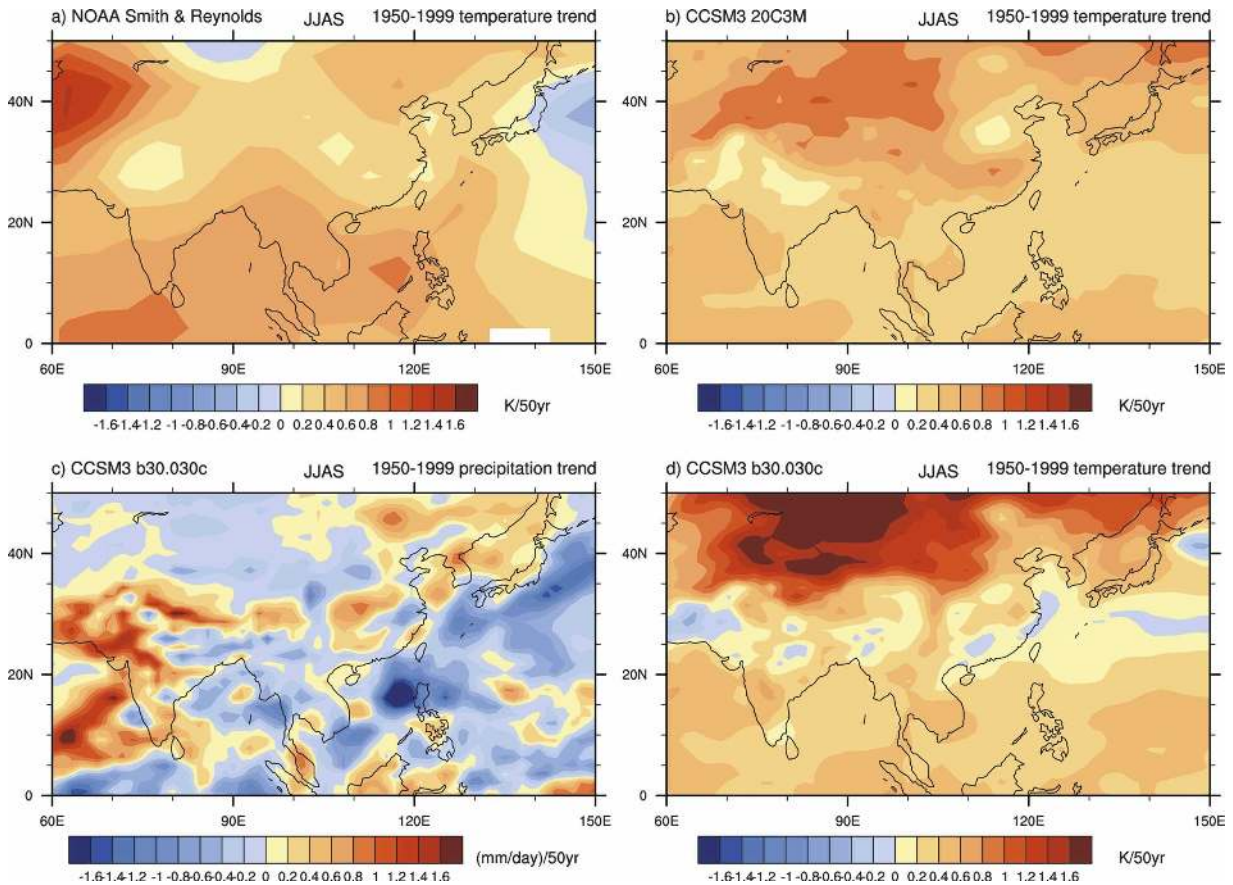 a) NOAA Smith & Reynolds JJAS 1950-1999 temperature trend
b) CCSM3 20C3M JJAS 1950-1999 temperature trend
40N
20N
0
60E 90E 120E 150E
K/50yr
-1.6-1.4-1.2 -1 -0.8-0.6-0.4-0.2 0 0.2 0.4 0.6 0.8 1 1.2 1.4 1.6
40N
20N
0
60E 90E 120E 150E
K/50yr
-1.6-1.4-1.2 -1 -0.8-0.6-0.4-0.2 0 0.2 0.4 0.6 0.8 1 1.2 1.4 1.6
c) CCSM3 b30.030c JJAS 1950-1999 precipitation trend
d) CCSM3 b30.030c JJAS 1950-1999 temperature trend
40N
20N
0
60E 90E 120E 150E
(mm/day)/50yr
-1.6-1.4-1.2 -1 -0.8-0.6-0.4-0.2 0 0.2 0.4 0.6 0.8 1 1.2 1.4 1.6
40N
20N
0
60E 90E 120E 150E
K/50yr
-1.6-1.4-1.2 -1 -0.8-0.6-0.4-0.2 0 0.2 0.4 0.6 0.8 1 1.2 1.4 1.6